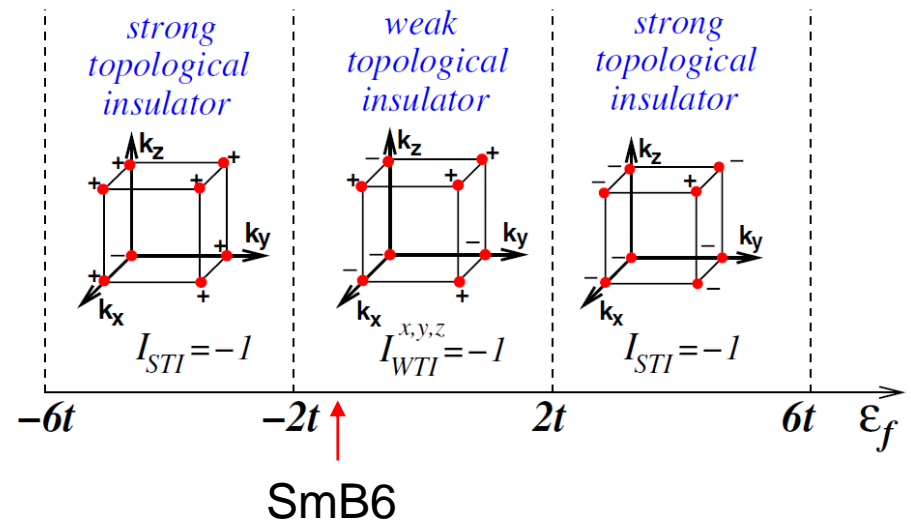 strong topological insulator
weak topological insulator
strong topological insulator
+ k_z +
+ +
− + k_y
+ +
k_x
I_STI = −1
− k_z +
+ +
− − k_y
− +
k_x
I_WTI^x,y,z = −1
− k_z −
− +
− − k_y
− −
k_x
I_STI = −1
−6t −2t 2t 6t ε_f
SmB6